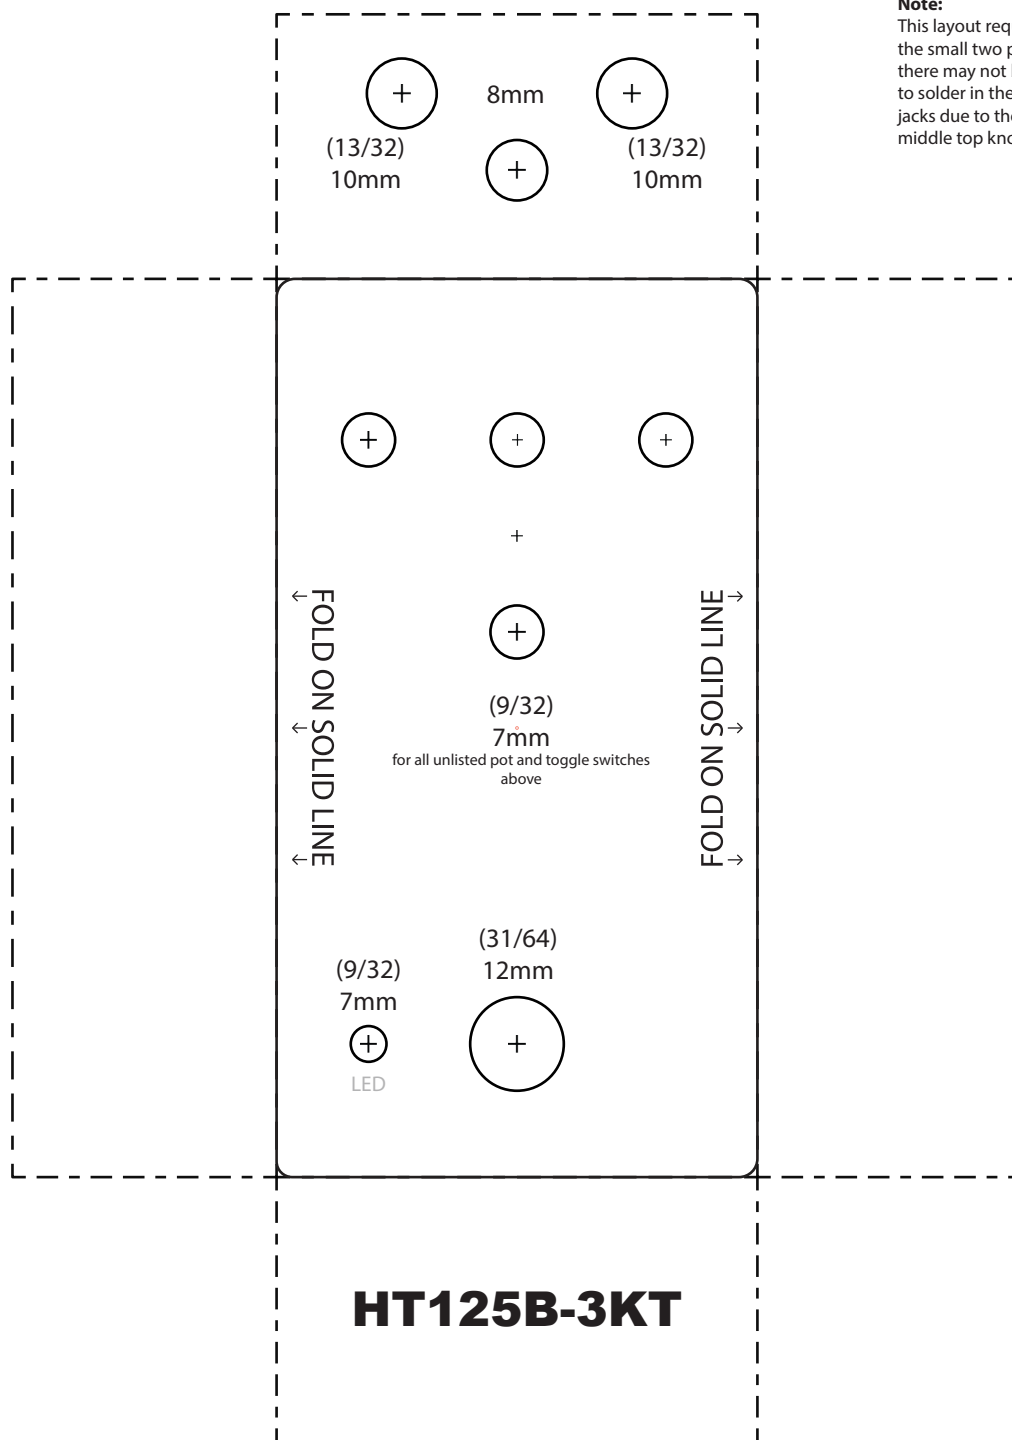 Note:
This layout req
the small two p
there may not
to solder in the
jacks due to the
middle top kno
8mm
(13/32)
10mm
(13/32)
10mm
FOLD ON SOLID LINE
FOLD ON SOLID LINE
(9/32)
7mm
for all unlisted pot and toggle switches
above
(31/64)
12mm
(9/32)
7mm
LED
HT125B-3KT